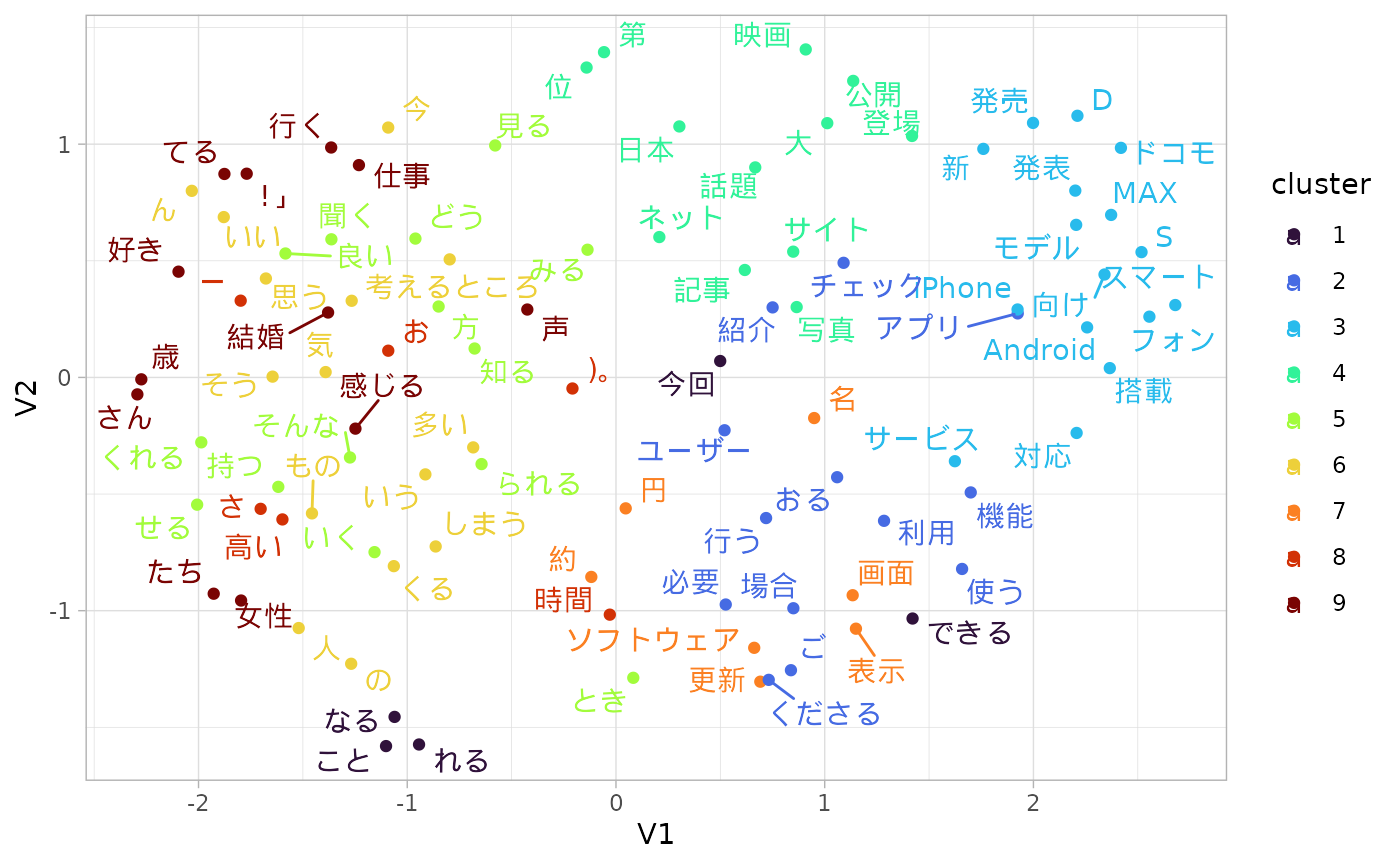 第
映画
位
公開
発売
D
今
見る
行く
登場
日本
大
てる
仕事
ドコモ
新
発表
話題
MAX
！」
ん
聞く
どう
ネット
サイト
いい
良い
モデル
S
好き
みる
ー
思う
考える
ところ
記事
チェック
iPhone
向け
スマート
結婚
お
方
声
紹介
写真
アプリ
フォン
気
歳
知る
)。
Android
今回
そう
感じる
搭載
さん
名
そんな
多い
ユーザー
サービス
対応
くれる
持つ
もの
られる
円
いう
おる
さ
機能
せる
高い
いく
しまう
行う
利用
約
画面
たち
くる
時間
必要
場合
使う
女性
ソフトウェア
できる
人
ご
の
更新
表示
とき
くださる
なる
こと
れる
1
0
-1
-2
-1
0
1
2
V1
V2
cluster
a 1
a 2
a 3
a 4
a 5
a 6
a 7
a 8
a 9